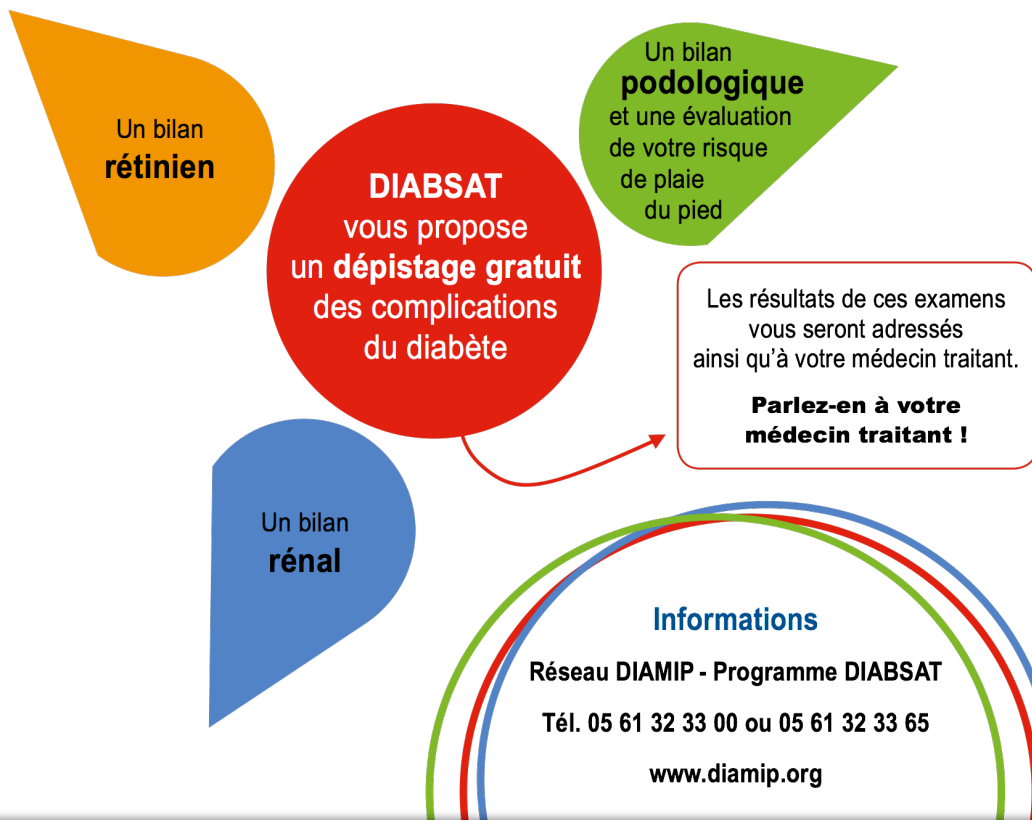 Un bilan
rétinien
DIABSAT
vous propose
un dépistage gratuit
des complications
du diabète
Un bilan
podologique
et une évaluation
de votre risque
de plaie
du pied
Les résultats de ces examens
vous seront adressés
ainsi qu'à votre médecin traitant.
Parlez-en à votre
médecin traitant !
Un bilan
rénal
Informations
Réseau DIAMIP - Programme DIABSAT
Tél. 05 61 32 33 00 ou 05 61 32 33 65
www.diamip.org